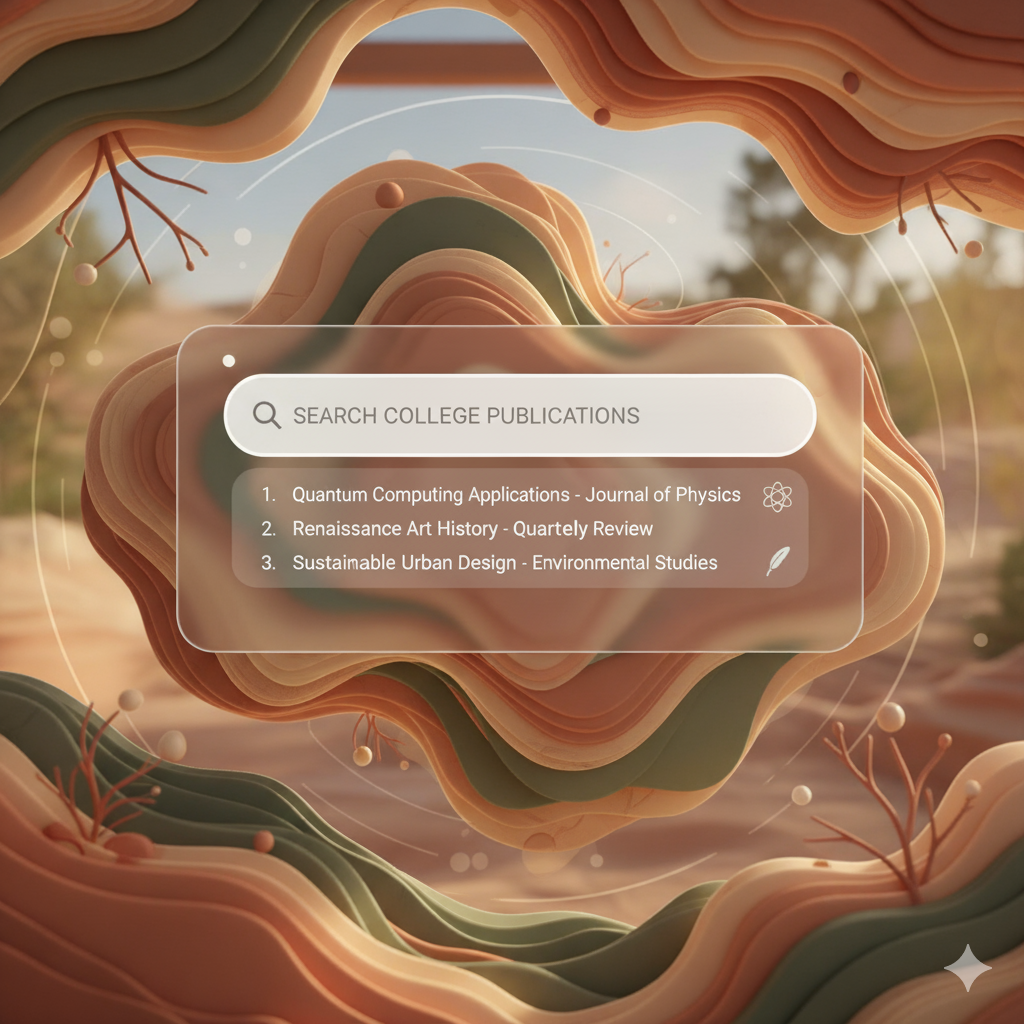 SEARCH COLLEGE PUBLICATIONS
1. Quantum Computing Applications - Journal of Physics
2. Renaissance Art History - Quartely Review
3. Sustainable Urban Design - Environmental Studies